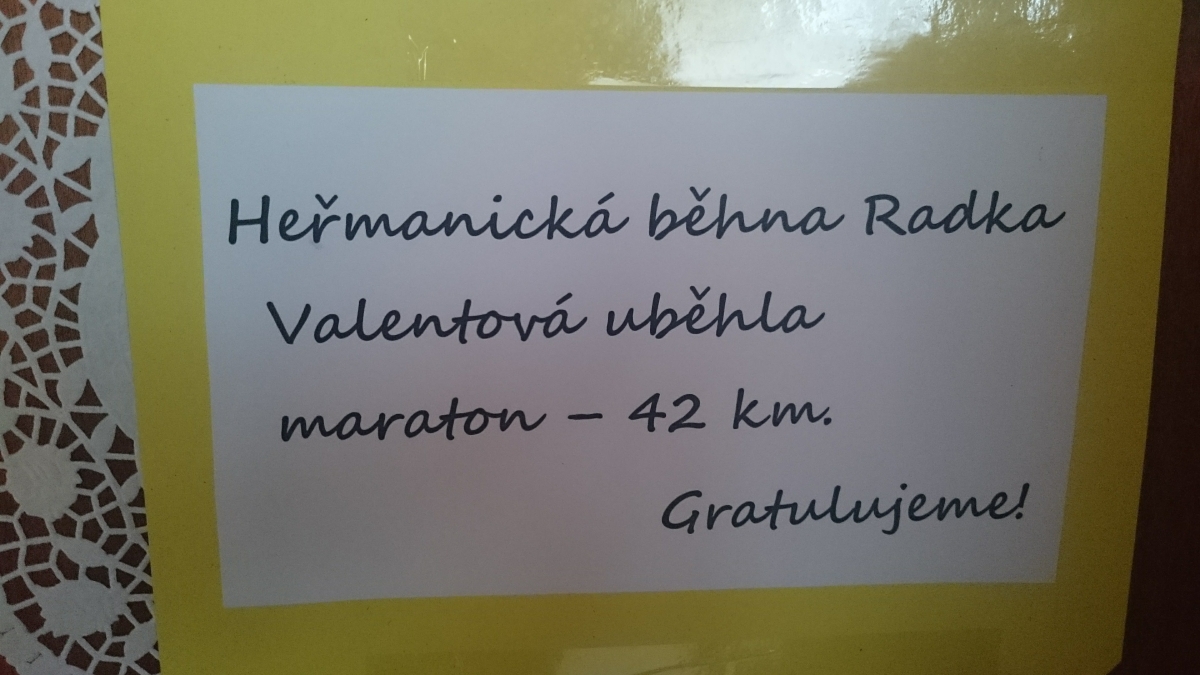 Heřmanická běhna Radka
Valentová uběhla
maraton – 42 km.
Gratulujeme!